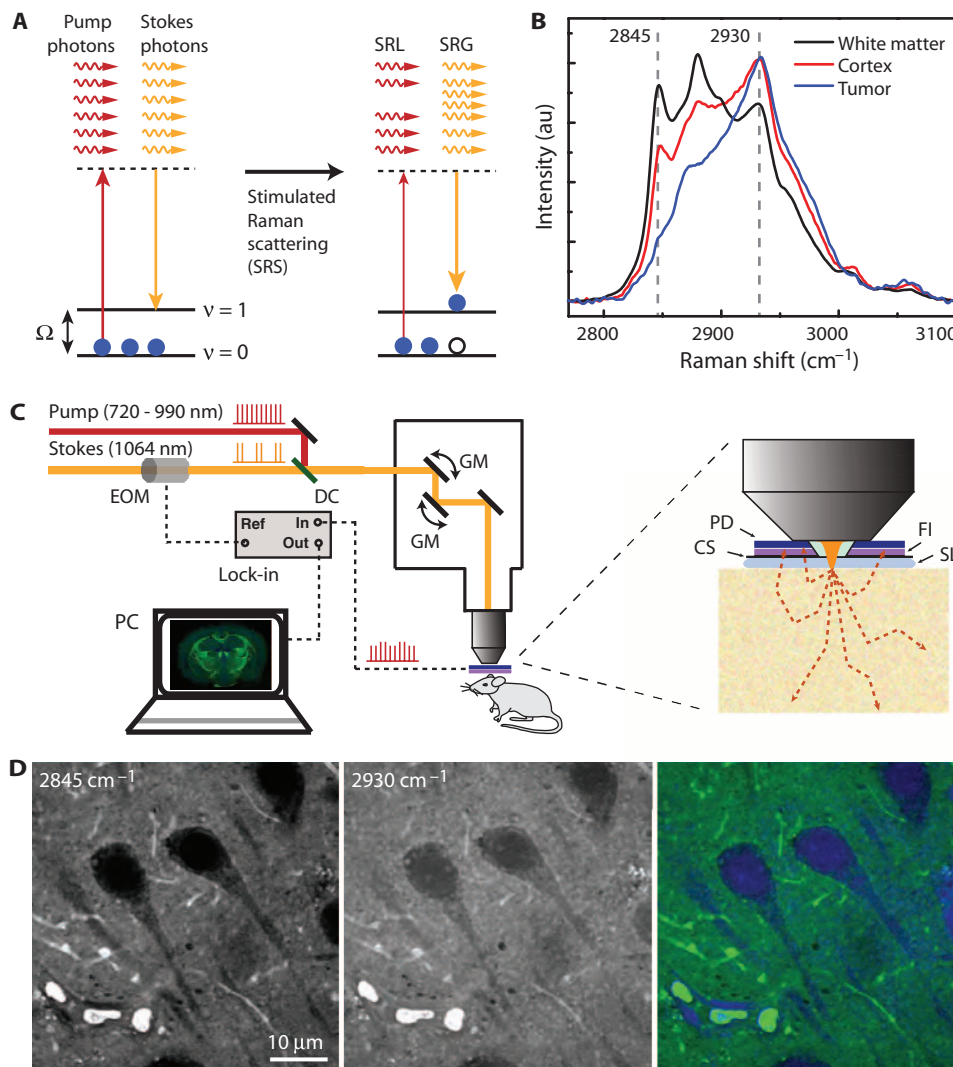 A
Pump photons
Stokes photons
SRL
SRG
Stimulated
Raman
scattering
(SRS)
Ω
ν = 1
ν = 0
B
2845
2930
White matter
Cortex
Tumor
Intensity (au)
2800
2900
3000
3100
Raman shift (cm⁻¹)
C
Pump (720 - 990 nm)
Stokes (1064 nm)
EOM
DC
GM
GM
Ref
In
Out
Lock-in
PC
PD
CS
FI
SL
D
2845 cm⁻¹
2930 cm⁻¹
10 µm